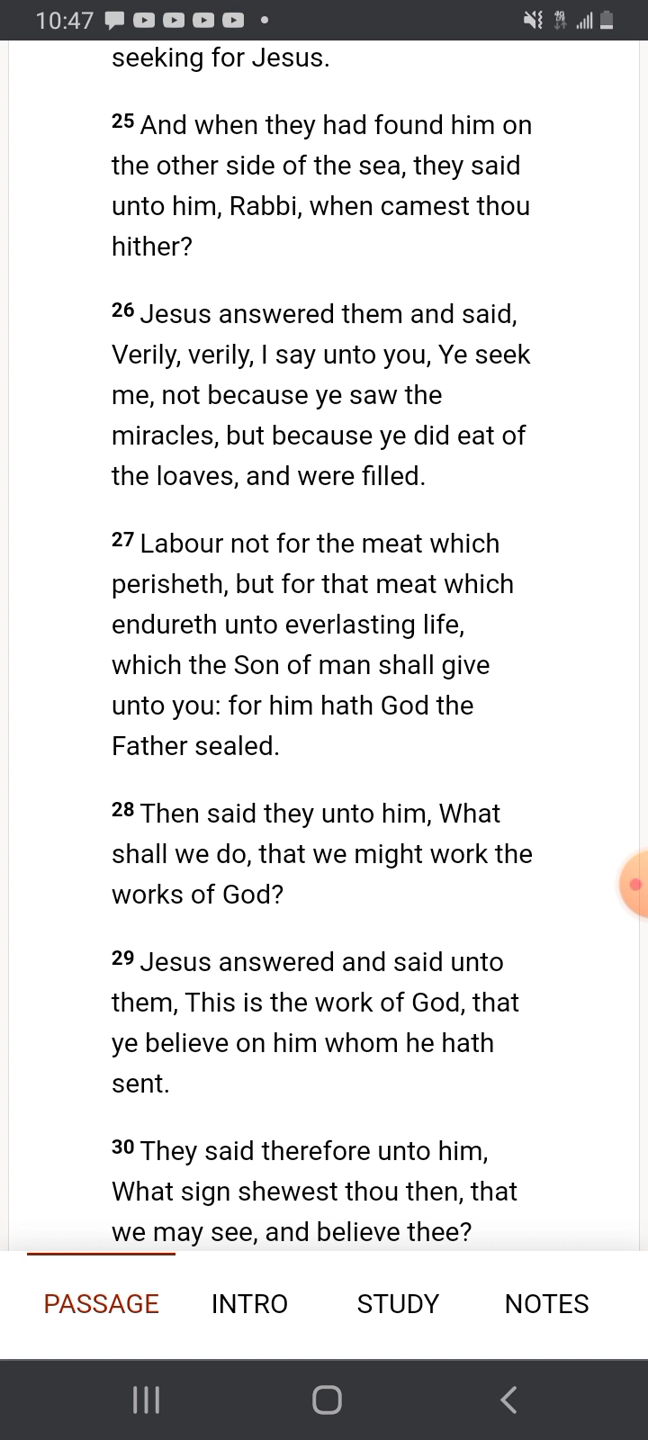 10:47
seeking for Jesus.
25 And when they had found him on
the other side of the sea, they said
unto him, Rabbi, when camest thou
hither?
26 Jesus answered them and said,
Verily, verily, I say unto you, Ye seek
me, not because ye saw the
miracles, but because ye did eat of
the loaves, and were filled.
27 Labour not for the meat which
perisheth, but for that meat which
endureth unto everlasting life,
which the Son of man shall give
unto you: for him hath God the
Father sealed.
28 Then said they unto him, What
shall we do, that we might work the
works of God?
29 Jesus answered and said unto
them, This is the work of God, that
ye believe on him whom he hath
sent.
30 They said therefore unto him,
What sign shewest thou then, that
we may see, and believe thee?
PASSAGE INTRO STUDY NOTES